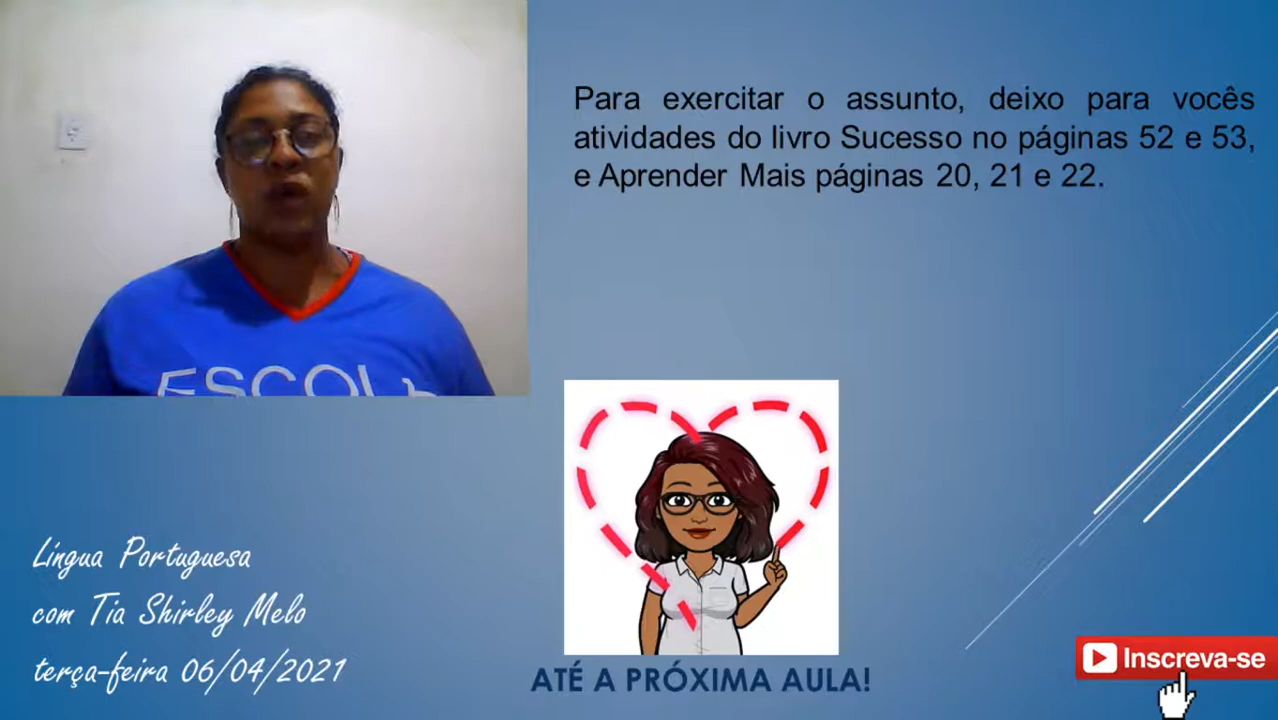 Para exercitar o assunto, deixo para vocês
atividades do livro Sucesso no páginas 52 e 53,
e Aprender Mais páginas 20, 21 e 22.
Língua Portuguesa
com Tia Shirley Melo
terça-feira 06/04/2021
ATÉ A PRÓXIMA AULA!
Inscreva-se